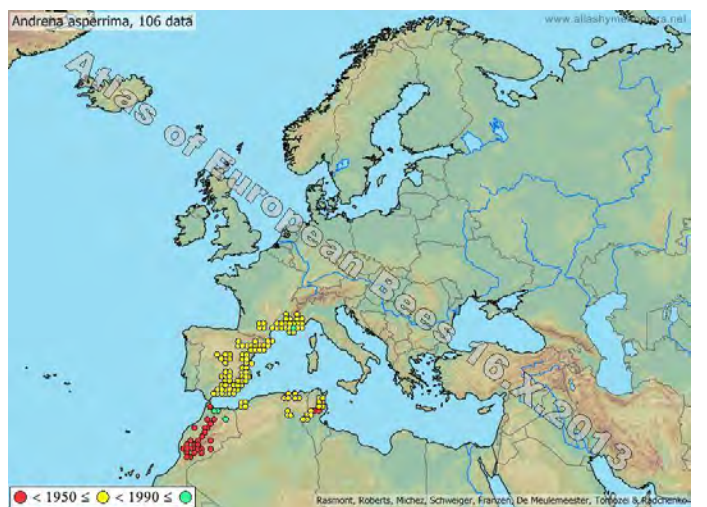 Andrena asperrima, 106 data
www.atlashymenoptera.net
Atlas of European Bees 16.X.2013
< 1950 ≤ < 1990 ≤
Rasmont, Roberts, Michez, Schweiger, Franzen, De Meulemeester, Tomozei & Radchenko